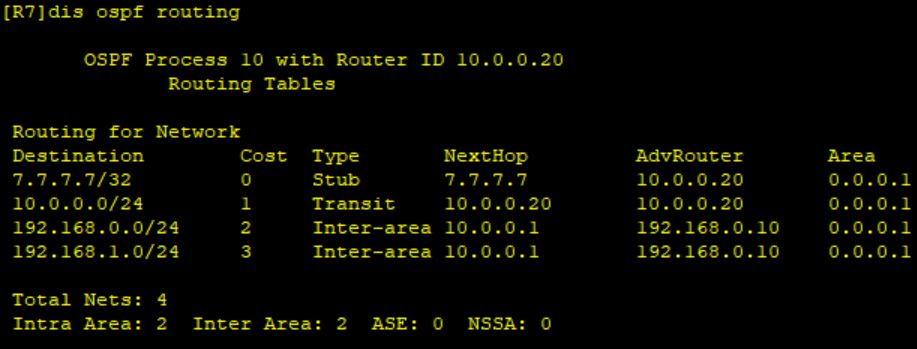 [R7]dis ospf routing
OSPF Process 10 with Router ID 10.0.0.20
Routing Tables
Routing for Network
Destination Cost Type NextHop AdvRouter Area
7.7.7.7/32 0 Stub 7.7.7.7 10.0.0.20 0.0.0.1
10.0.0.0/24 1 Transit 10.0.0.20 10.0.0.20 0.0.0.1
192.168.0.0/24 2 Inter-area 10.0.0.1 192.168.0.10 0.0.0.1
192.168.1.0/24 3 Inter-area 10.0.0.1 192.168.0.10 0.0.0.1
Total Nets: 4
Intra Area: 2 Inter Area: 2 ASE: 0 NSSA: 0